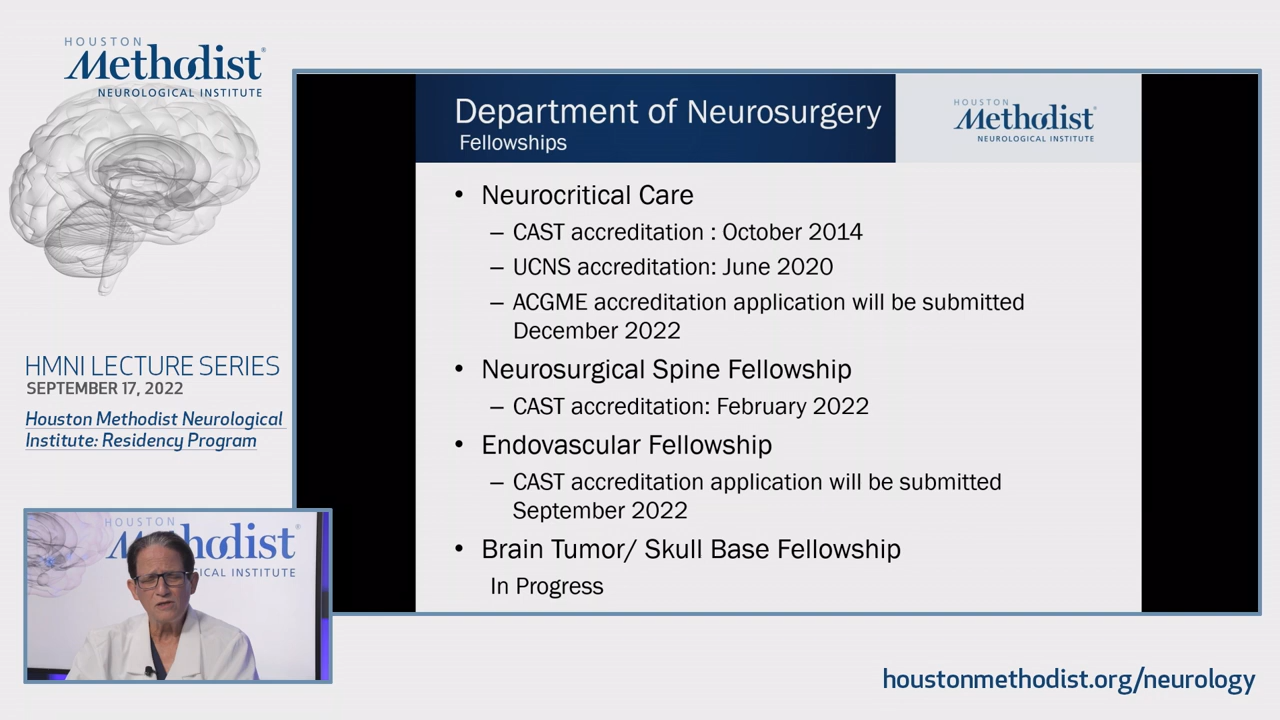 HOUSTON
Methodist®
NEUROLOGICAL INSTITUTE
HMNI LECTURE SERIES
SEPTEMBER 17, 2022
Houston Methodist Neurological
Institute: Residency Program
Department of Neurosurgery
Fellowships
HOUSTON
Methodist®
NEUROLOGICAL INSTITUTE
• Neurocritical Care
– CAST accreditation : October 2014
– UCNS accreditation: June 2020
– ACGME accreditation application will be submitted
December 2022
• Neurosurgical Spine Fellowship
– CAST accreditation: February 2022
• Endovascular Fellowship
– CAST accreditation application will be submitted
September 2022
• Brain Tumor/ Skull Base Fellowship
In Progress
HOUSTON
M hodist®
ICAL INSTITUTE
houstonmethodist.org/neurology